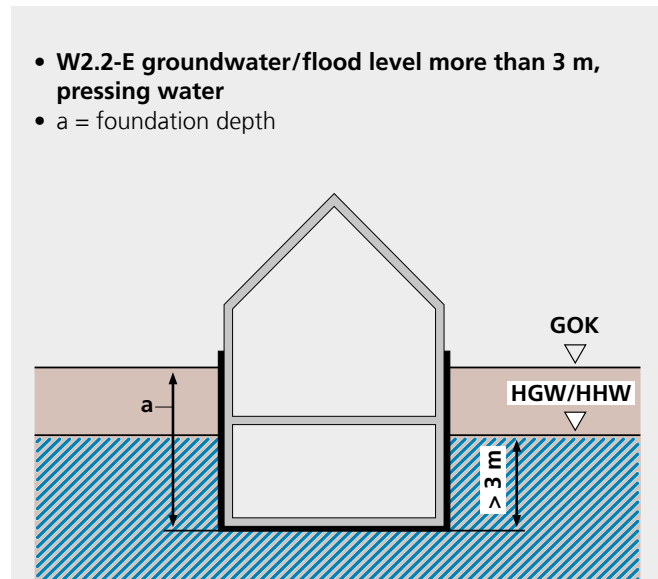 • W2.2-E groundwater/flood level more than 3 m,
pressing water
• a = foundation depth
GOK
HGW/HHW
a
> 3 m